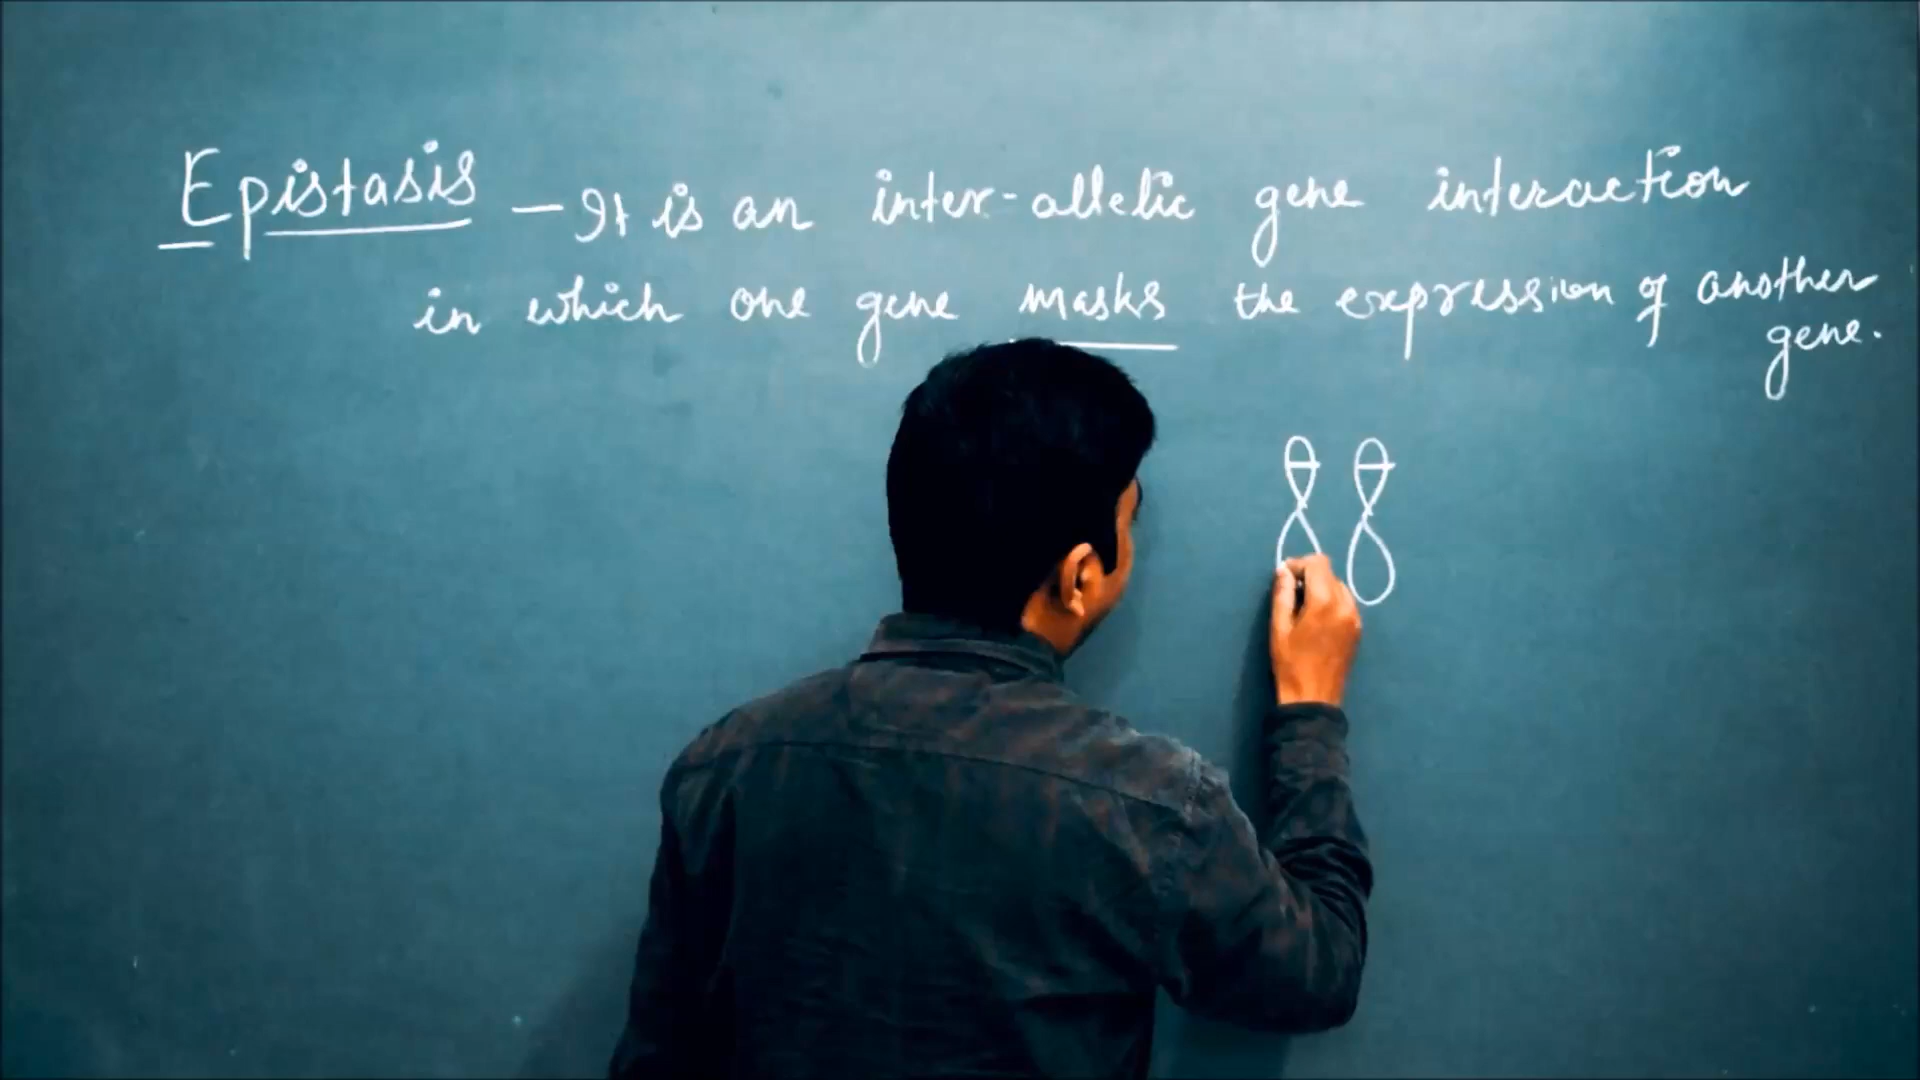 Epistasis - It is an inter-allelic gene interaction
in which one gene masks the expression of another
gene.